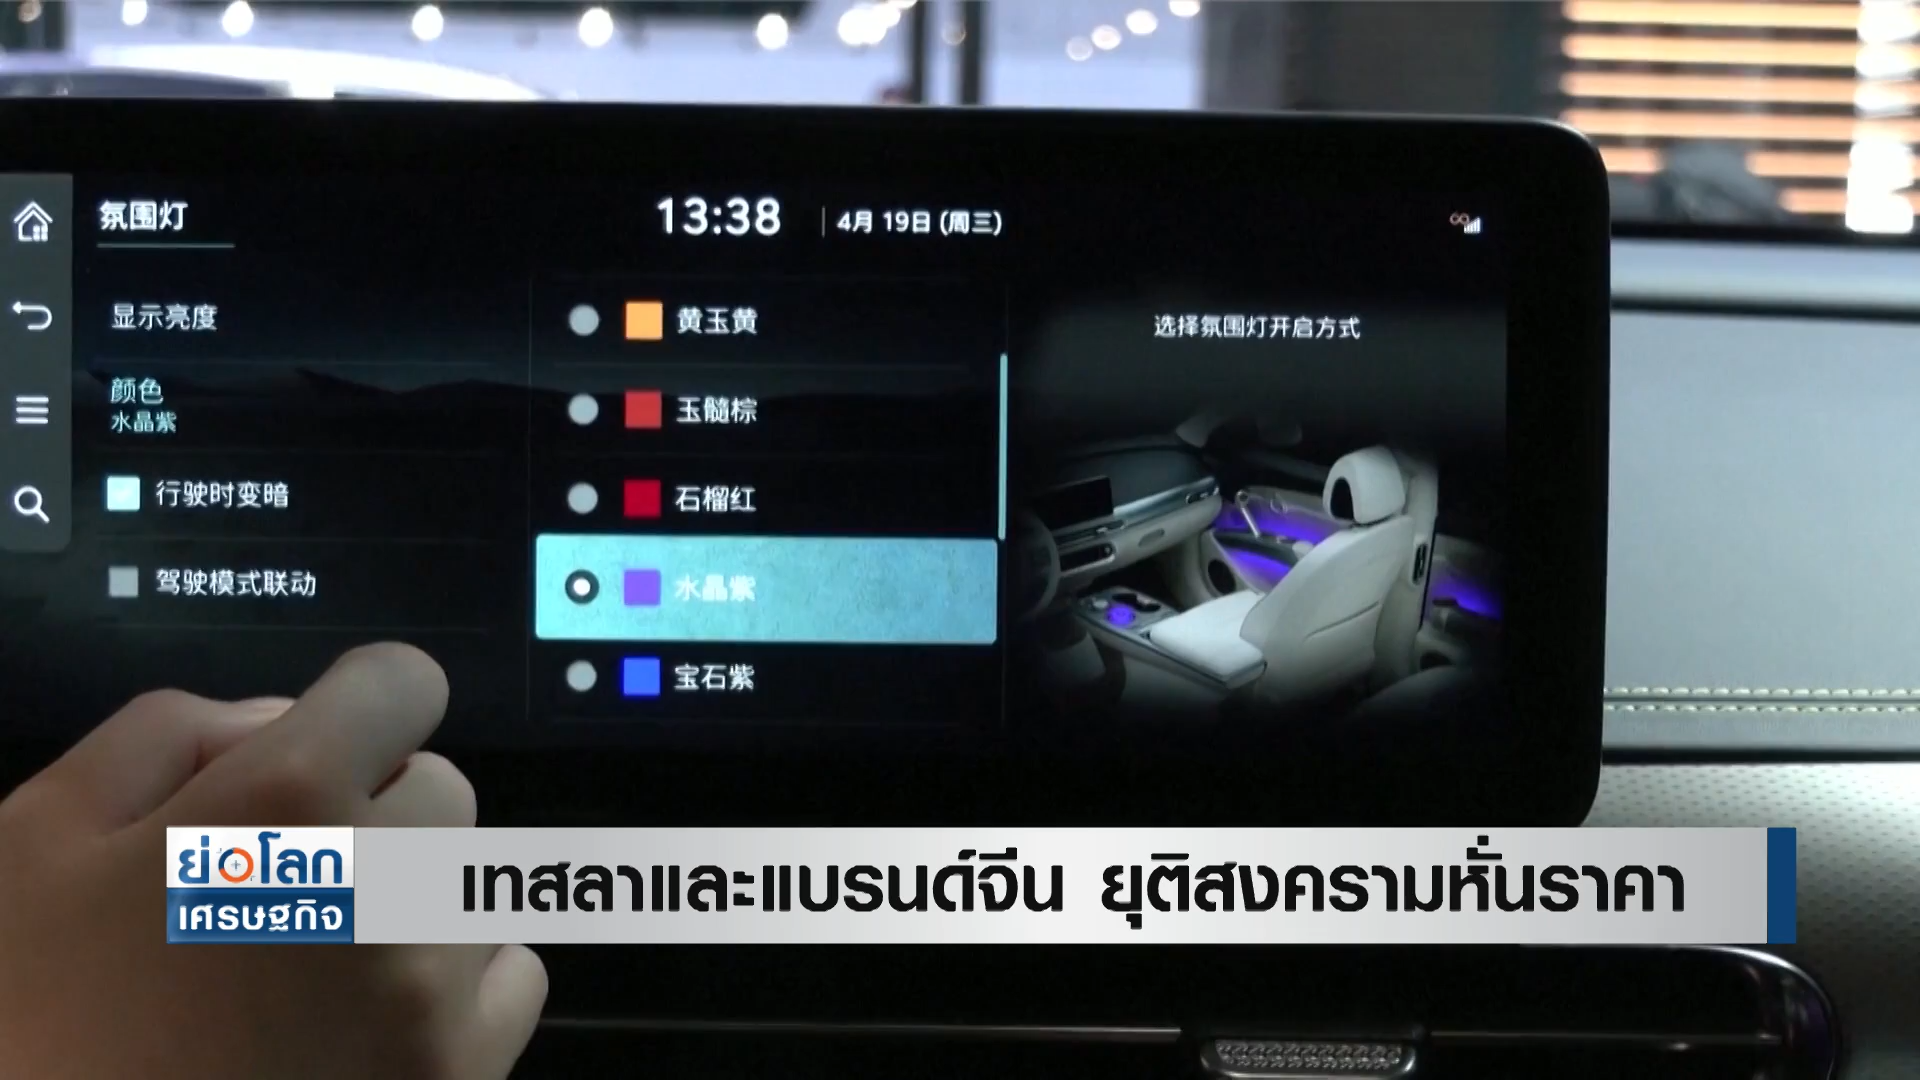 氛围灯
13:38
4月 19日 (周三)
显示亮度
颜色
水晶紫
行驶时变暗
驾驶模式联动
黄玉黄
玉髓棕
石榴红
水晶紫
宝石紫
选择氛围灯开启方式
ย่อโลก
เศรษฐกิจ
เทสลาและแบรนด์จีน ยุติสงครามหั่นราคา